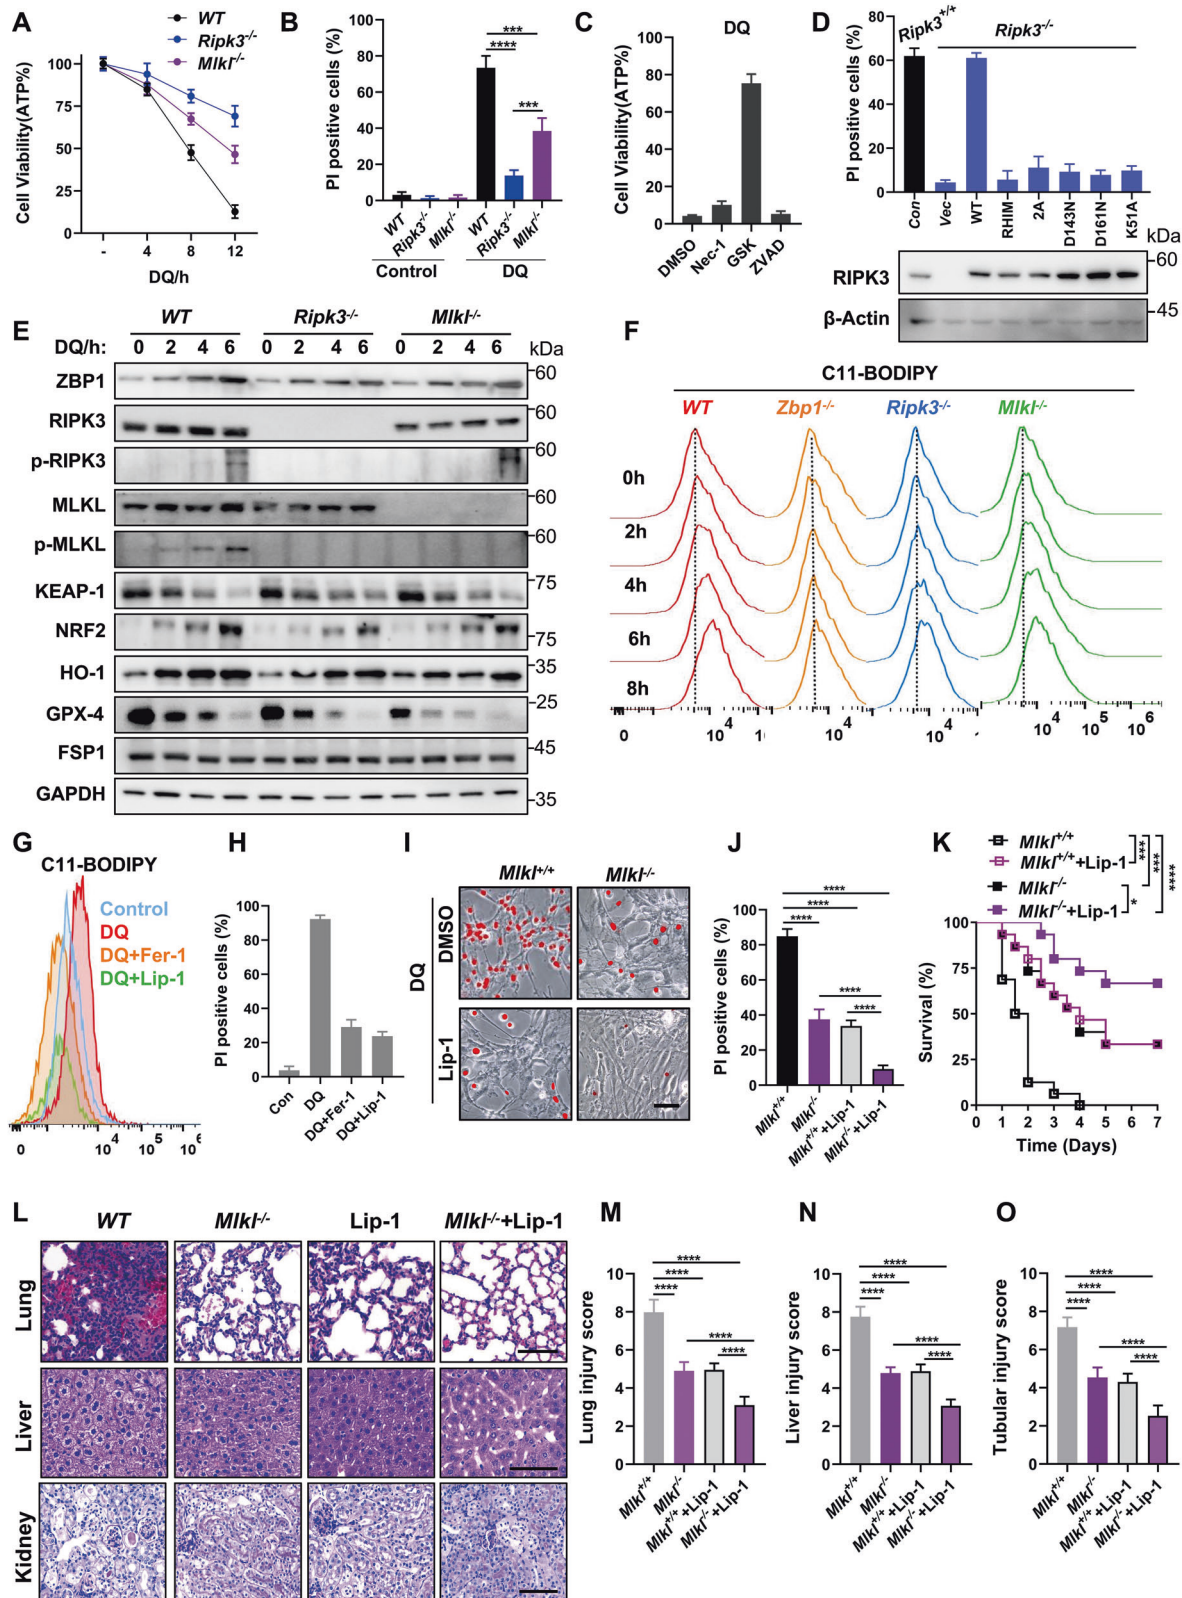 A
WT
Ripk3-/-
Mlkl-/-
Cell Viability(ATP%)
100
75
50
25
0
- 4 8 12
DQ/h
B
PI positive cells (%)
100
80
60
40
20
0
***
****
***
WT
Ripk3-/-
Mlkl-/-
WT
Ripk3-/-
Mlkl-/-
Control
DQ
C
DQ
Cell Viability(ATP%)
100
80
60
40
20
0
DMSO
Nec-1
GSK
ZVAD
D
Ripk3+/+
Ripk3-/-
PI positive cells (%)
80
60
40
20
0
Con
Vec
WT
RHIM
2A
D143N
D161N
K51A
kDa
RIPK3
60
β-Actin
45
E
WT Ripk3-/- Mlkl-/-
DQ/h: 0 2 4 6 0 2 4 6 0 2 4 6 kDa
ZBP1 60
RIPK3 60
p-RIPK3 60
MLKL 60
p-MLKL 60
KEAP-1 75
NRF2 75
HO-1 35
GPX-4 25
FSP1 45
GAPDH 35
F
C11-BODIPY
WT Zbp1-/- Ripk3-/- Mlkl-/-
0h
2h
4h
6h
8h
0 10^4 10^4 10^4 10^4 10^5 10^6
G
C11-BODIPY
Control
DQ
DQ+Fer-1
DQ+Lip-1
0 10^4 10^5
H
PI positive cells (%)
100
80
60
40
20
0
Con
DQ
DQ+Fer-1
DQ+Lip-1
I
Mlkl+/+ Mlkl-/-
DQ
DMSO
Lip-1
J
PI positive cells (%)
100
80
60
40
20
0
****
****
****
****
****
Mlkl+/+
Mlkl-/-
Mlkl+/+ +Lip-1
Mlkl-/- +Lip-1
K
Mlkl+/+
Mlkl+/+ +Lip-1
Mlkl-/-
Mlkl-/- +Lip-1
***
***
****
*
Survival (%)
100
75
50
25
0
0 1 2 3 4 5 6 7
Time (Days)
L
WT Mlkl-/- Lip-1 Mlkl-/-+Lip-1
Lung
Liver
Kidney
M
Lung injury score
10
8
6
4
2
0
****
****
****
****
****
Mlkl+/+
Mlkl-/-
Mlkl+/+ +Lip-1
Mlkl-/- +Lip-1
N
Liver injury score
10
8
6
4
2
0
****
****
****
****
****
Mlkl+/+
Mlkl-/-
Mlkl+/+ +Lip-1
Mlkl-/- +Lip-1
O
Tubular injury score
10
8
6
4
2
0
****
****
****
****
****
Mlkl+/+
Mlkl-/-
Mlkl+/+ +Lip-1
Mlkl-/- +Lip-1